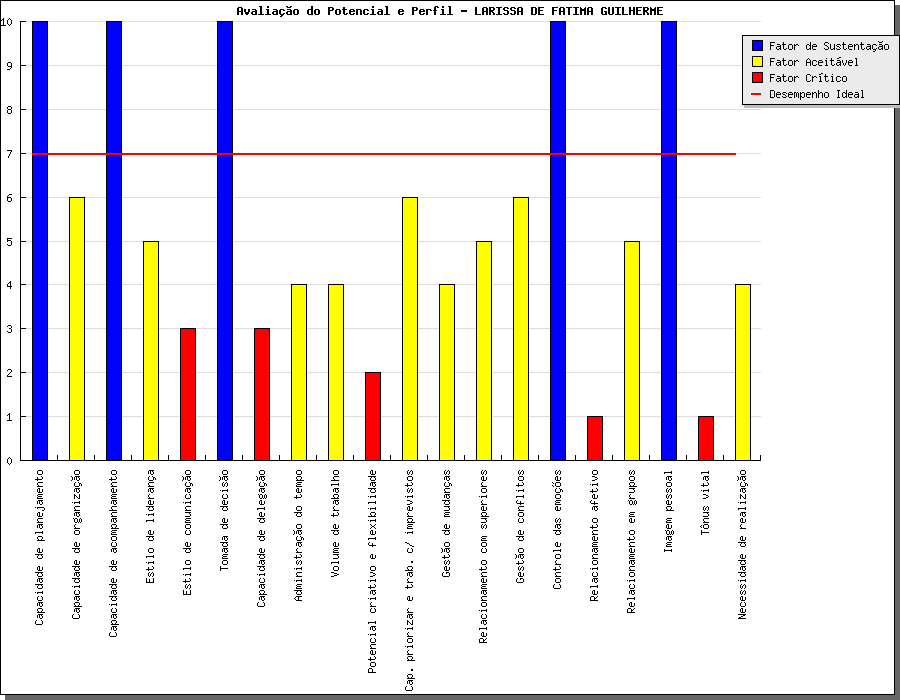 Avaliação do Potencial e Perfil - LARISSA DE FATIMA GUILHERME
Fator de Sustentação
Fator Aceitável
Fator Crítico
Desempenho Ideal
10
9
8
7
6
5
4
3
2
1
0
Capacidade de planejamento
Capacidade de organização
Capacidade de acompanhamento
Estilo de liderança
Estilo de comunicação
Tomada de decisão
Capacidade de delegação
Administração do tempo
Volume de trabalho
Potencial criativo e flexibilidade
Cap. priorizar e trab. c/ imprevistos
Gestão de mudanças
Relacionamento com superiores
Gestão de conflitos
Controle das emoções
Relacionamento afetivo
Relacionamento em grupos
Imagem pessoal
Tônus vital
Necessidade de realização